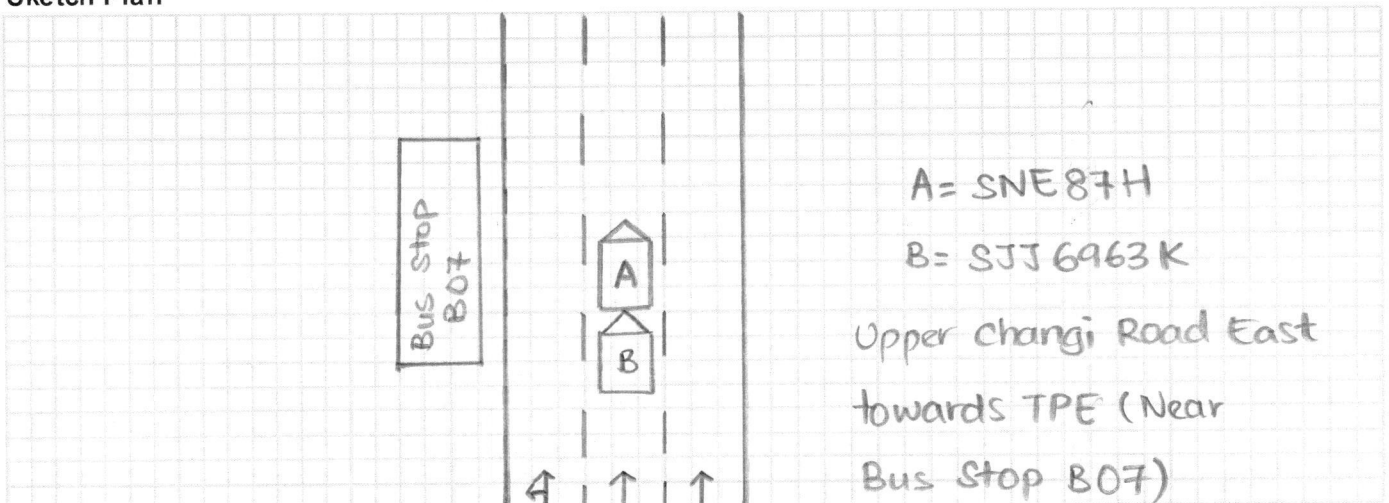 Sketch Plan
Bus Stop
B07
A
B
A= SNE87H
B= SJJ6963K
Upper Changi Road East
towards TPE (Near
Bus Stop B07)